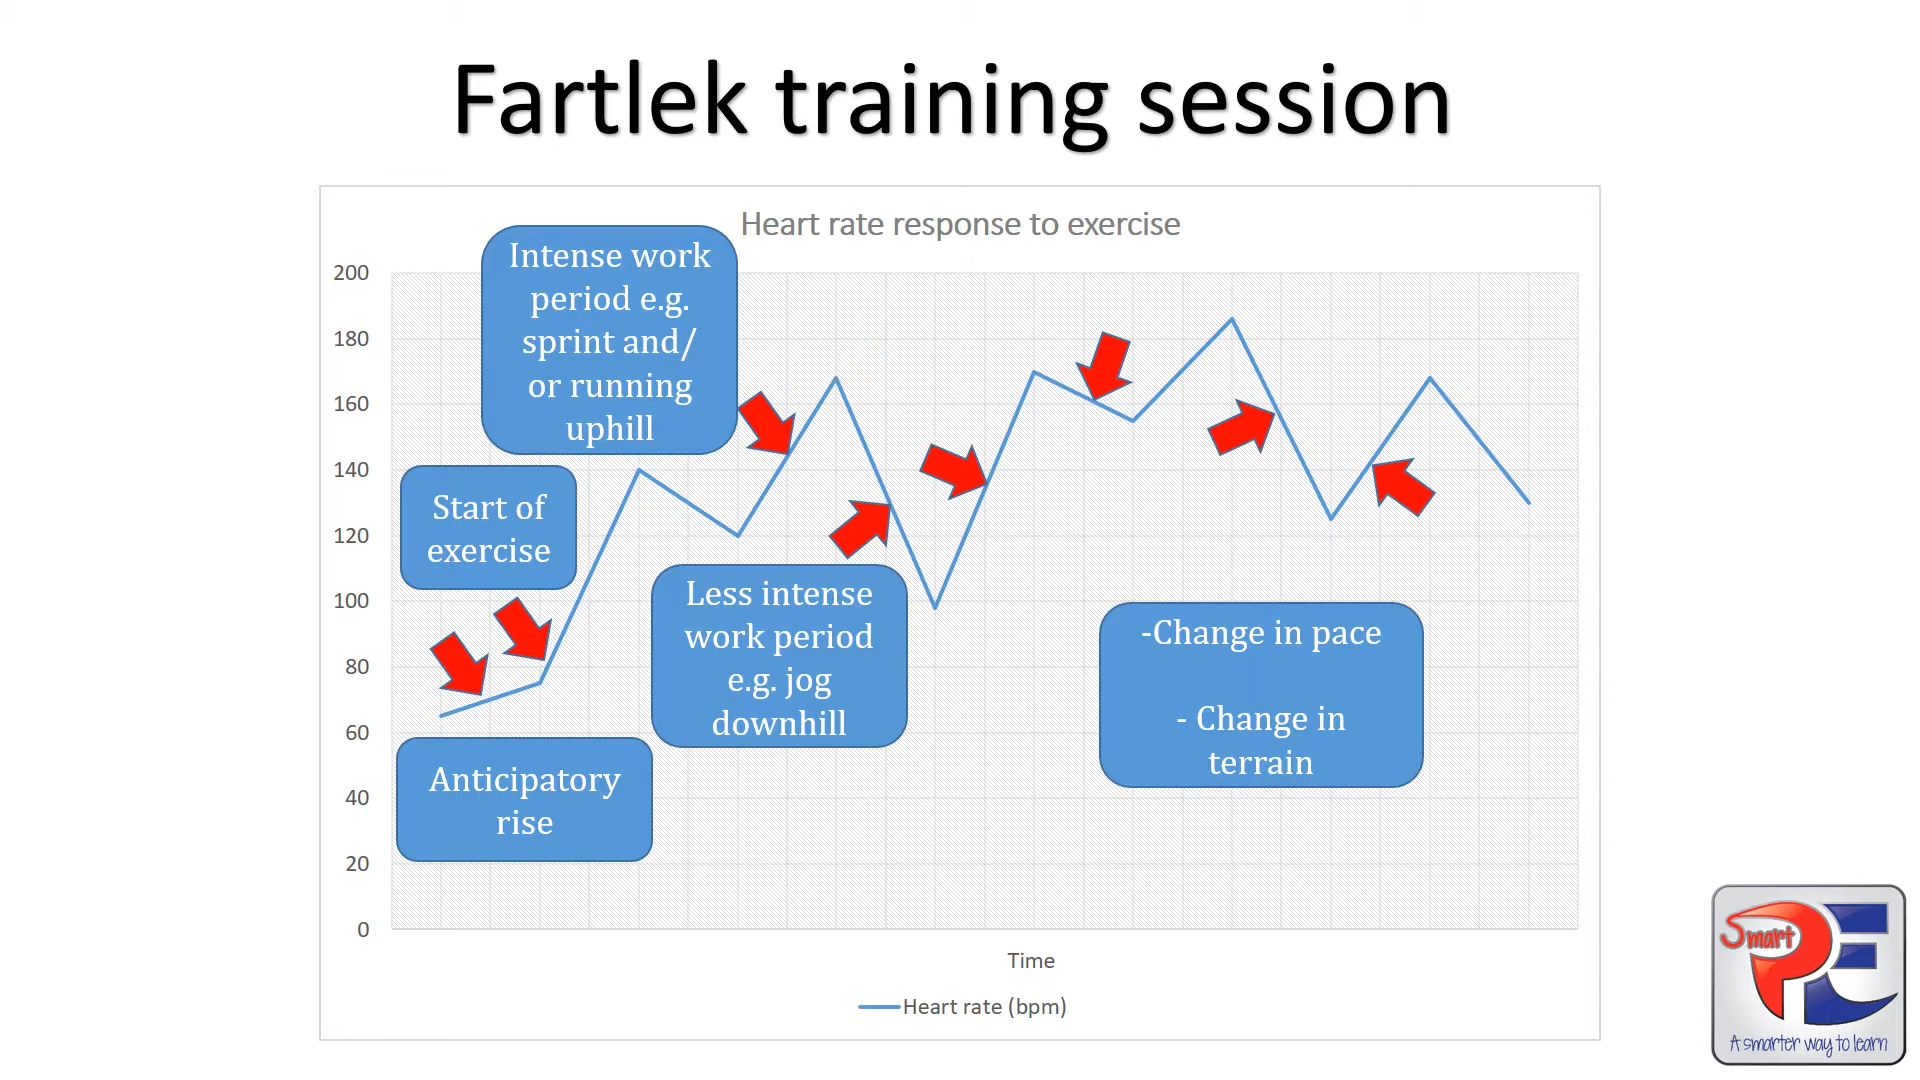 Fartlek training session
Heart rate response to exercise
Intense work
period e.g.
sprint and/
or running
uphill
Start of
exercise
Anticipatory
rise
Less intense
work period
e.g. jog
downhill
-Change in pace
- Change in
terrain
200
180
160
140
120
100
80
60
40
20
0
Time
Heart rate (bpm)
Smart
PE
A smarter way to learn